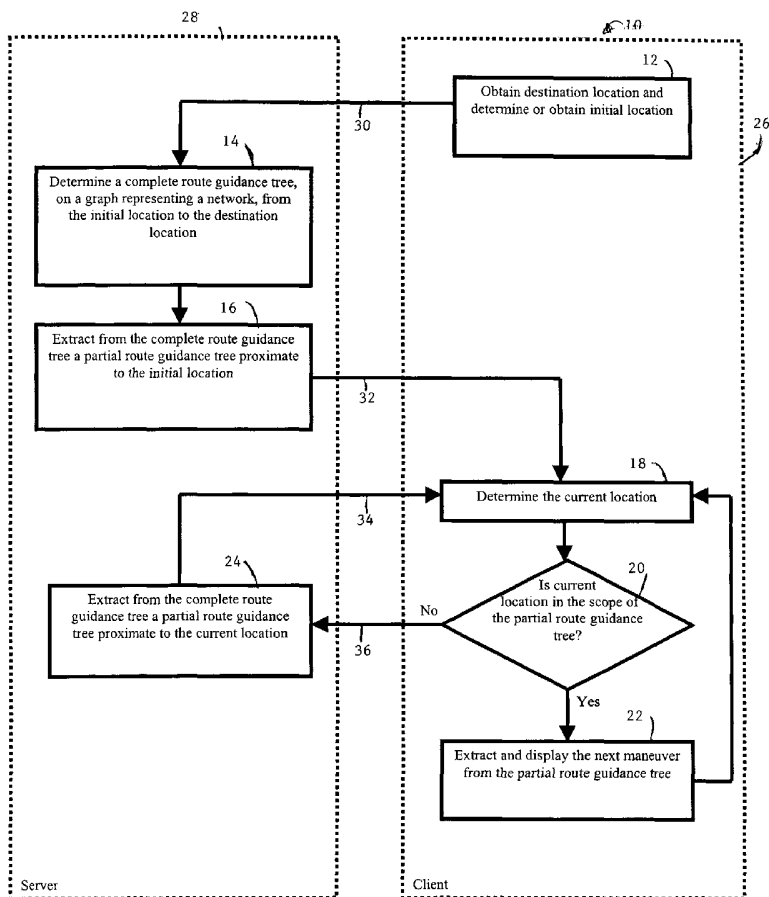 28
10
12
Obtain destination location and
determine or obtain initial location
30
26
14
Determine a complete route guidance tree,
on a graph representing a network, from
the initial location to the destination
location
16
Extract from the complete route guidance
tree a partial route guidance tree proximate
to the initial location
32
18
Determine the current location
34
24
Extract from the complete route
guidance tree a partial route guidance
tree proximate to the current location
20
Is current
location in the scope of
the partial route guidance
tree?
No
36
Yes
22
Extract and display the next maneuver
from the partial route guidance tree
Server
Client